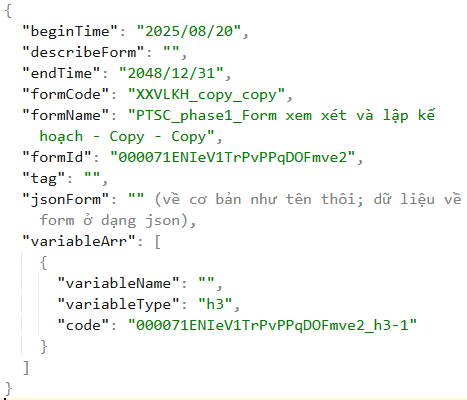 {
"beginTime": "2025/08/20",
"describeForm": "",
"endTime": "2048/12/31",
"formCode": "XXVLKH_copy_copy",
"formName": "PTSC_phase1_Form xem xét và lập kế
hoạch - Copy - Copy",
"formId": "000071ENIeV1TrPvPPqDOFmve2",
"tag": "",
"jsonForm": "" (về cơ bản như tên thôi; dữ liệu về
form ở dạng json),
"variableArr": [
{
"variableName": "",
"variableType": "h3",
"code": "000071ENIeV1TrPvPPqDOFmve2_h3-1"
}
]
}